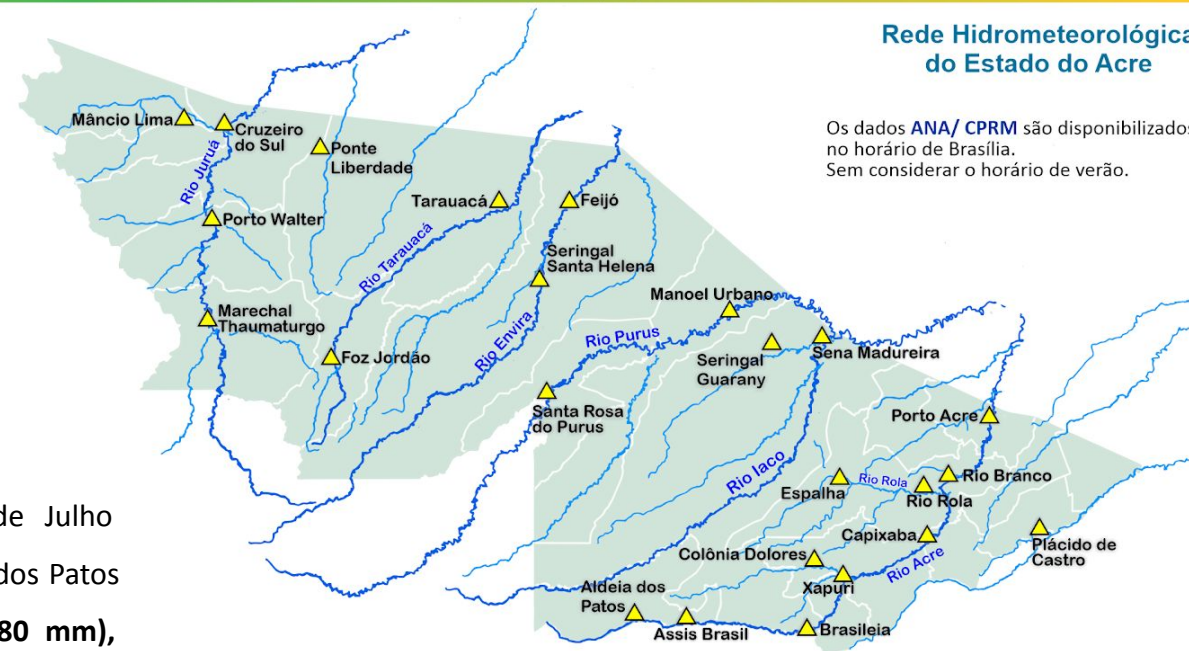 Rede Hidrometeorológica
do Estado do Acre
Os dados ANA/ CPRM são disponibilizados
no horário de Brasília.
Sem considerar o horário de verão.
Mâncio Lima
Cruzeiro
do Sul
Ponte
Liberdade
Rio Juruá
Porto Walter
Tarauacá
Feijó
Rio Tarauacá
Seringal
Santa Helena
Marechal
Thaumaturgo
Foz Jordão
Rio Envira
Manoel Urbano
Rio Purus
Seringal
Guarany
Sena Madureira
Santa Rosa
do Purus
Porto Acre
Rio Iaco
Espalha
Rio Rola
Rio Rola
Rio Branco
Capixaba
Plácido de
Castro
Colônia Dolores
Rio Acre
Xapuri
Aldeia dos
Patos
Assis Brasil
Brasileia
de Julho
dos Patos
80 mm),